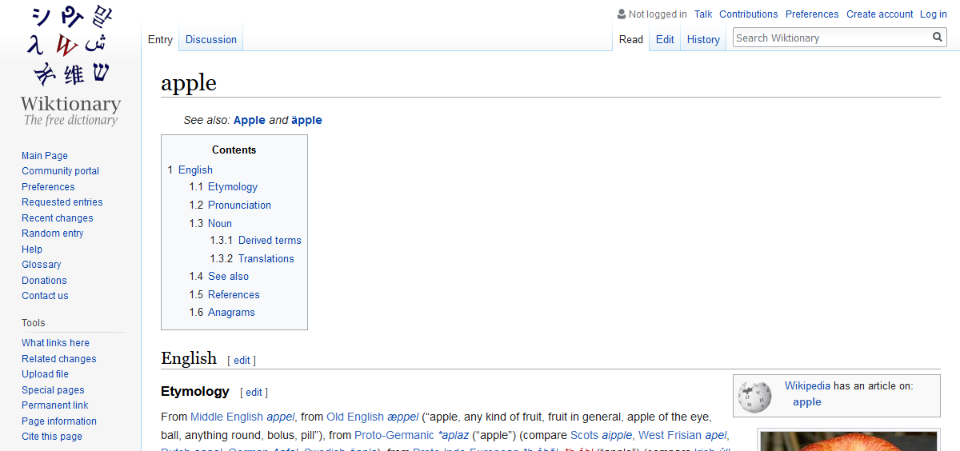 シ Р 말
λ W ش
ने 维 ש
Wiktionary
The free dictionary
Main Page
Community portal
Preferences
Requested entries
Recent changes
Random entry
Help
Glossary
Donations
Contact us
Tools
What links here
Related changes
Upload file
Special pages
Permanent link
Page information
Cite this page
Not logged in Talk Contributions Preferences Create account Log in
Entry Discussion Read Edit History Search Wiktionary
apple
See also: Apple and äpple
Contents
1 English
1.1 Etymology
1.2 Pronunciation
1.3 Noun
1.3.1 Derived terms
1.3.2 Translations
1.4 See also
1.5 References
1.6 Anagrams
English [ edit ]
Etymology [ edit ]
Wikipedia has an article on:
apple
From Middle English appel, from Old English æppel (“apple, any kind of fruit, fruit in general, apple of the eye,
ball, anything round, bolus, pill”), from Proto-Germanic *aplaz (“apple”) (compare Scots aipple, West Frisian apel,